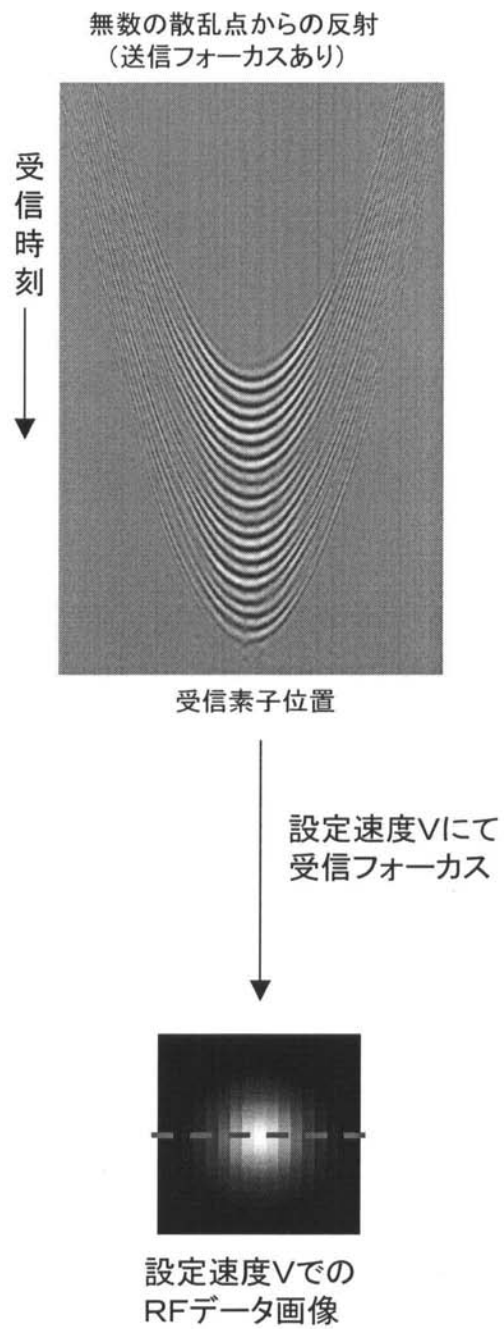 無数の散乱点からの反射
（送信フォーカスあり）
受信時刻
受信素子位置
設定速度Vにて
受信フォーカス
設定速度Vでの
RFデータ画像